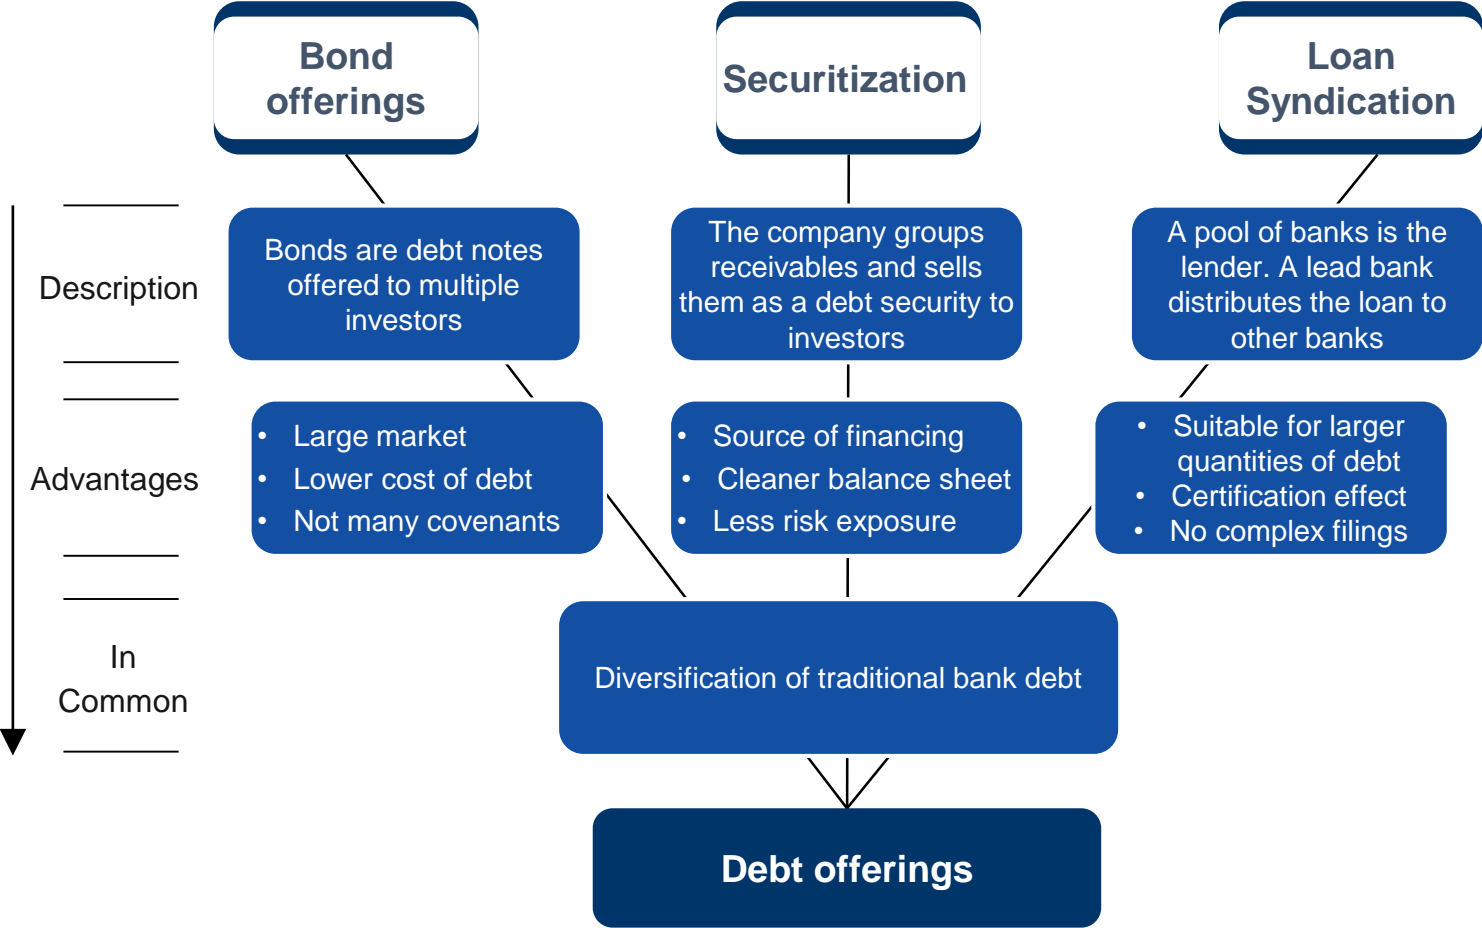 Bond
offerings
Securitization
Loan
Syndication
Description
Bonds are debt notes
offered to multiple
investors
The company groups
receivables and sells
them as a debt security to
investors
A pool of banks is the
lender. A lead bank
distributes the loan to
other banks
Advantages
• Large market
• Lower cost of debt
• Not many covenants
• Source of financing
• Cleaner balance sheet
• Less risk exposure
• Suitable for larger
quantities of debt
• Certification effect
• No complex filings
In
Common
Diversification of traditional bank debt
Debt offerings